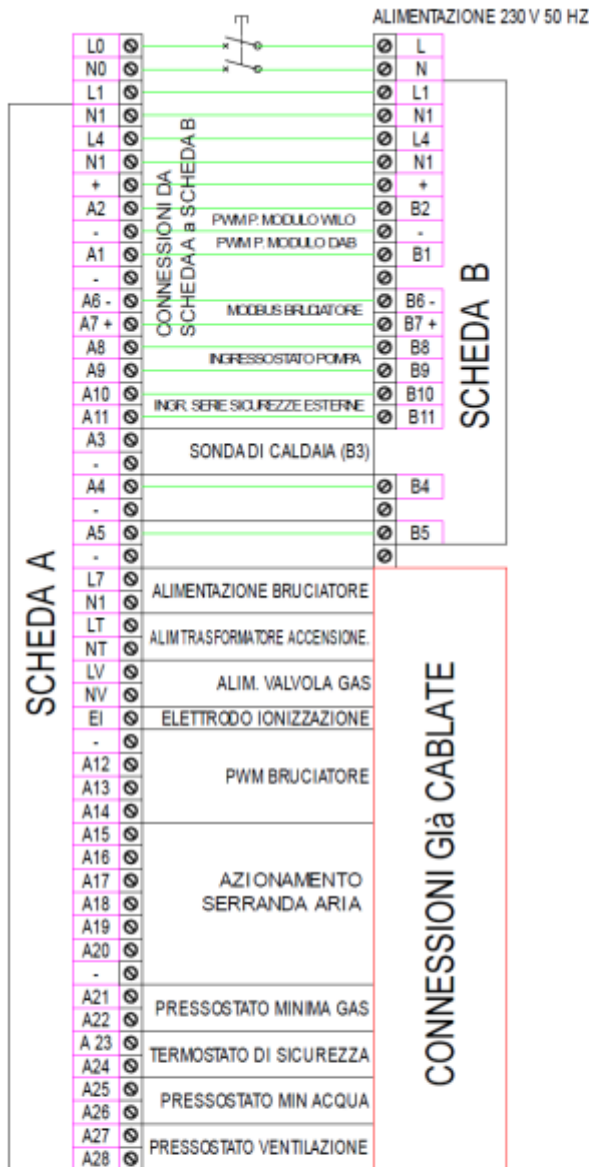 ALIMENTAZIONE 230 V 50 HZ
L0 L
N0 N
L1 L1
N1 N1
L4 L4
N1 N1
+ +
A2 PWM P. MODULO WILO B2
- -
A1 PWM P. MODULO DAB B1
-
A6 - MODBUS BRUCIATORE B6 -
A7 + B7 +
A8 INGRESSO STATO POMPA B8
A9 B9
A10 INGR. SERIE SICUREZZE ESTERNE B10
A11 B11
CONNESSIONI DA
SCHEDA A a SCHEDA B
SCHEDA B
A3 SONDA DI CALDAIA (B3)
-
A4 B4
-
A5 B5
-
SCHEDA A
L7 ALIMENTAZIONE BRUCIATORE
N1
LT ALIM TRASFORMATORE ACCENSIONE.
NT
LV ALIM. VALVOLA GAS
NV
EI ELETTRODO IONIZZAZIONE
-
A12 PWM BRUCIATORE
A13
A14
A15
A16
A17 AZIONAMENTO
A18 SERRANDA ARIA
A19
A20
-
A21 PRESSOSTATO MINIMA GAS
A22
A 23 TERMOSTATO DI SICUREZZA
A24
A25 PRESSOSTATO MIN ACQUA
A26
A27 PRESSOSTATO VENTILAZIONE
A28
CONNESSIONI GIà CABLATE